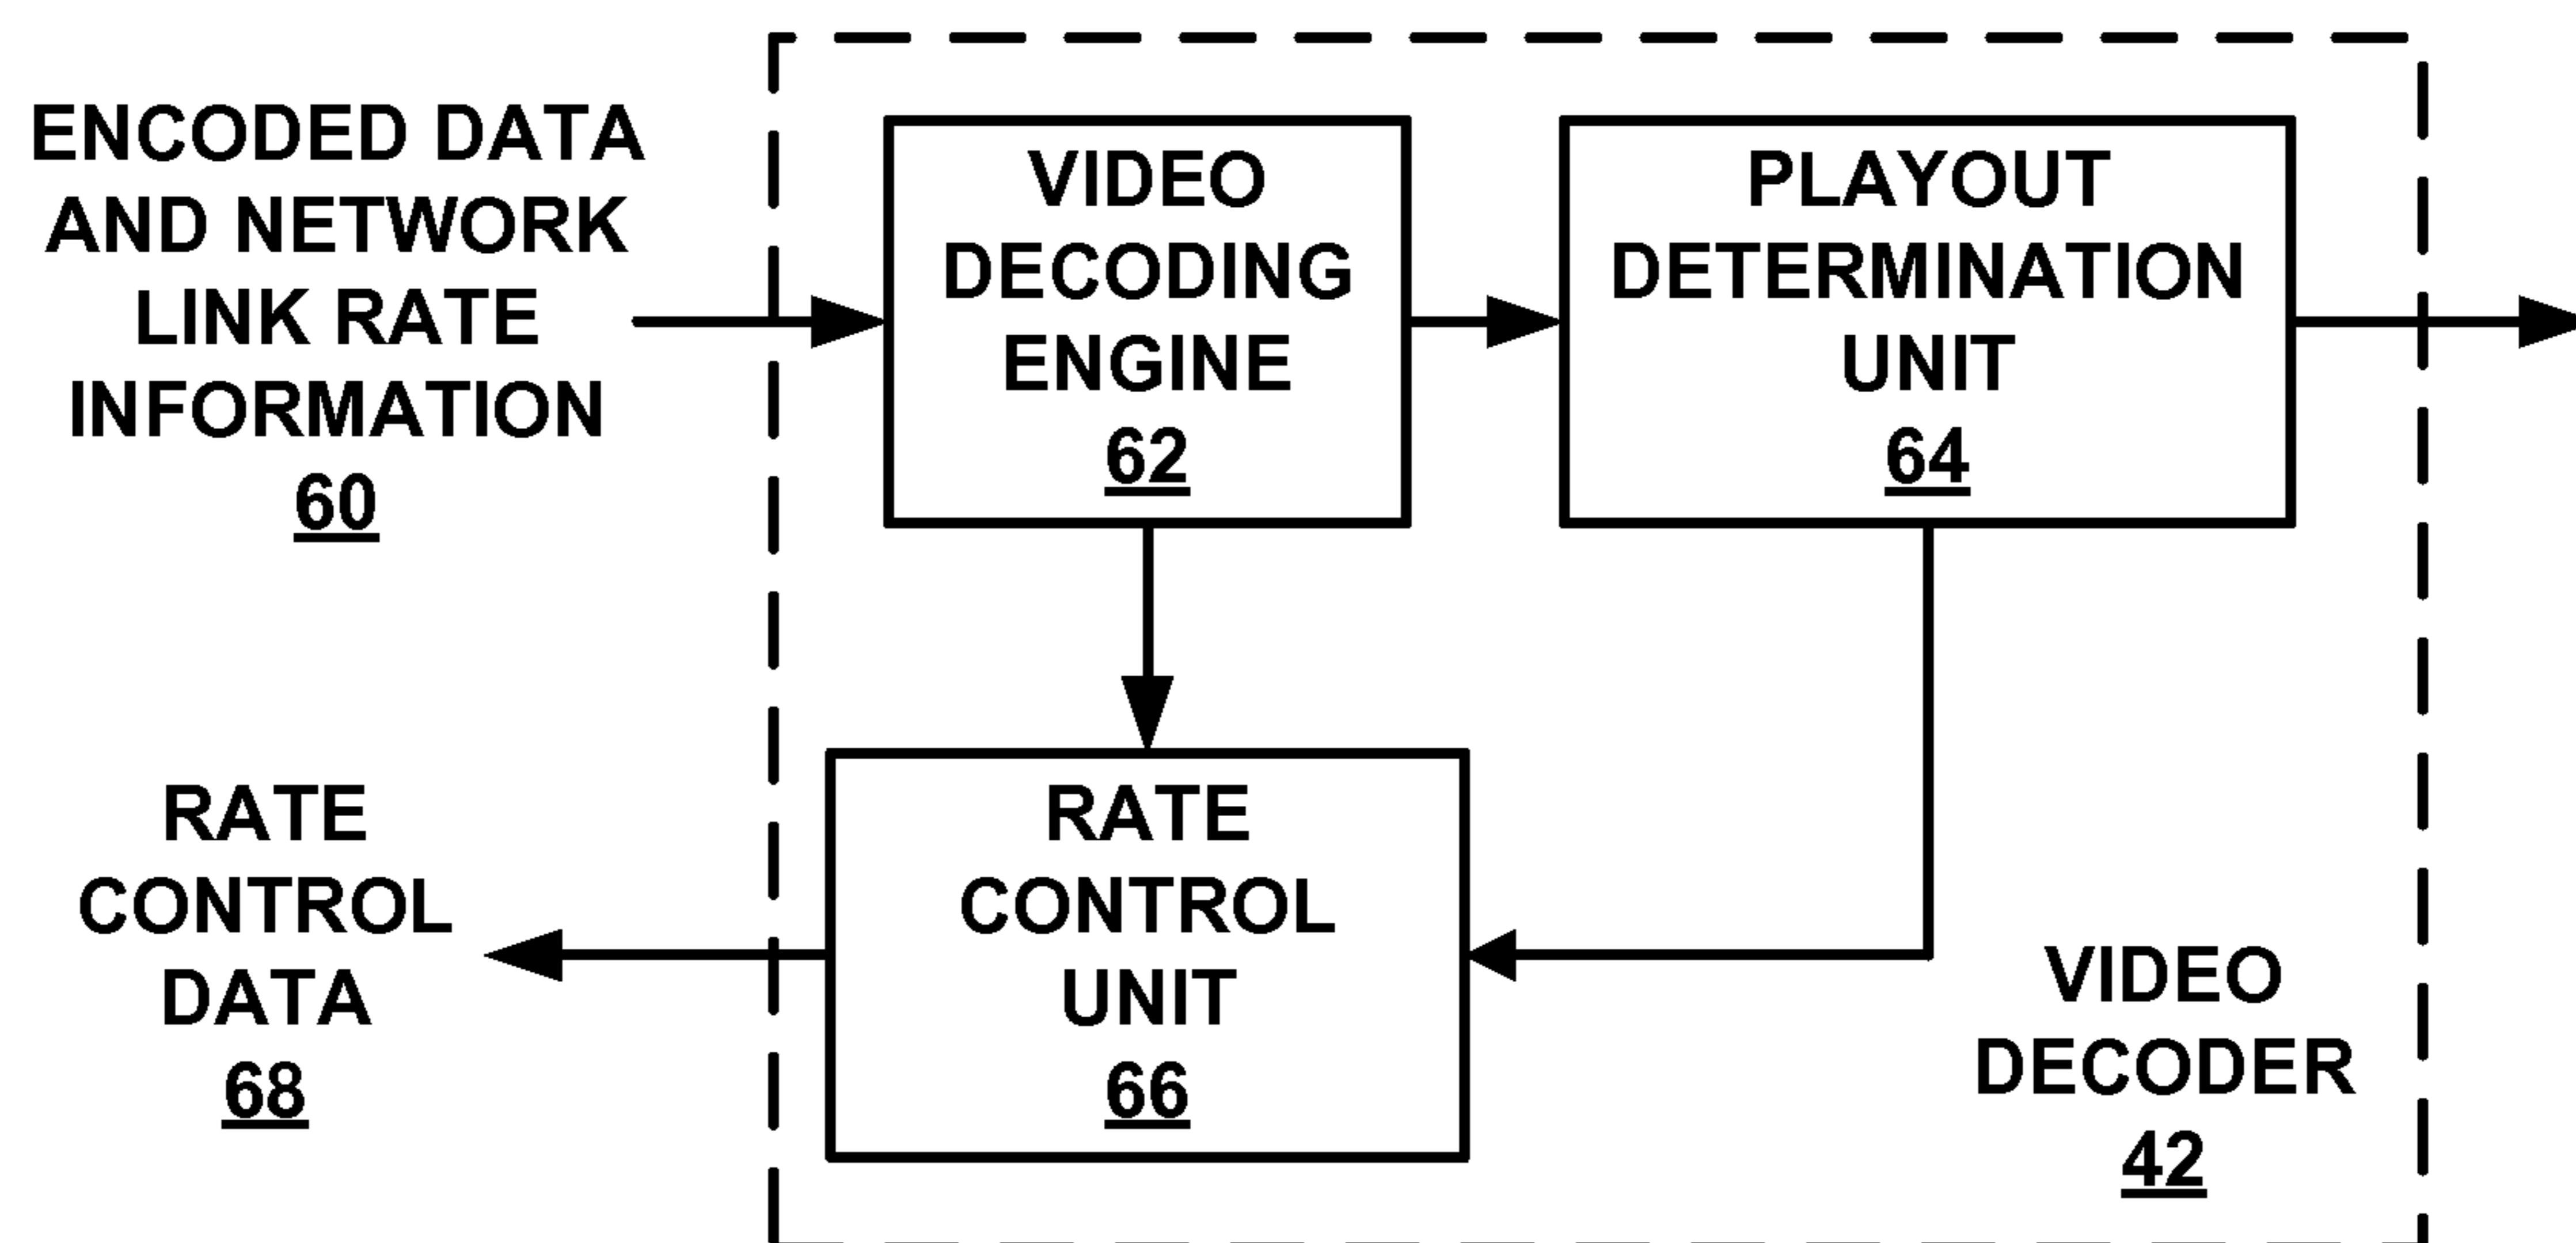 ENCODED DATA
AND NETWORK
LINK RATE
INFORMATION
60
VIDEO
DECODING
ENGINE
62
PLAYOUT
DETERMINATION
UNIT
64
RATE
CONTROL
DATA
68
RATE
CONTROL
UNIT
66
VIDEO
DECODER
42